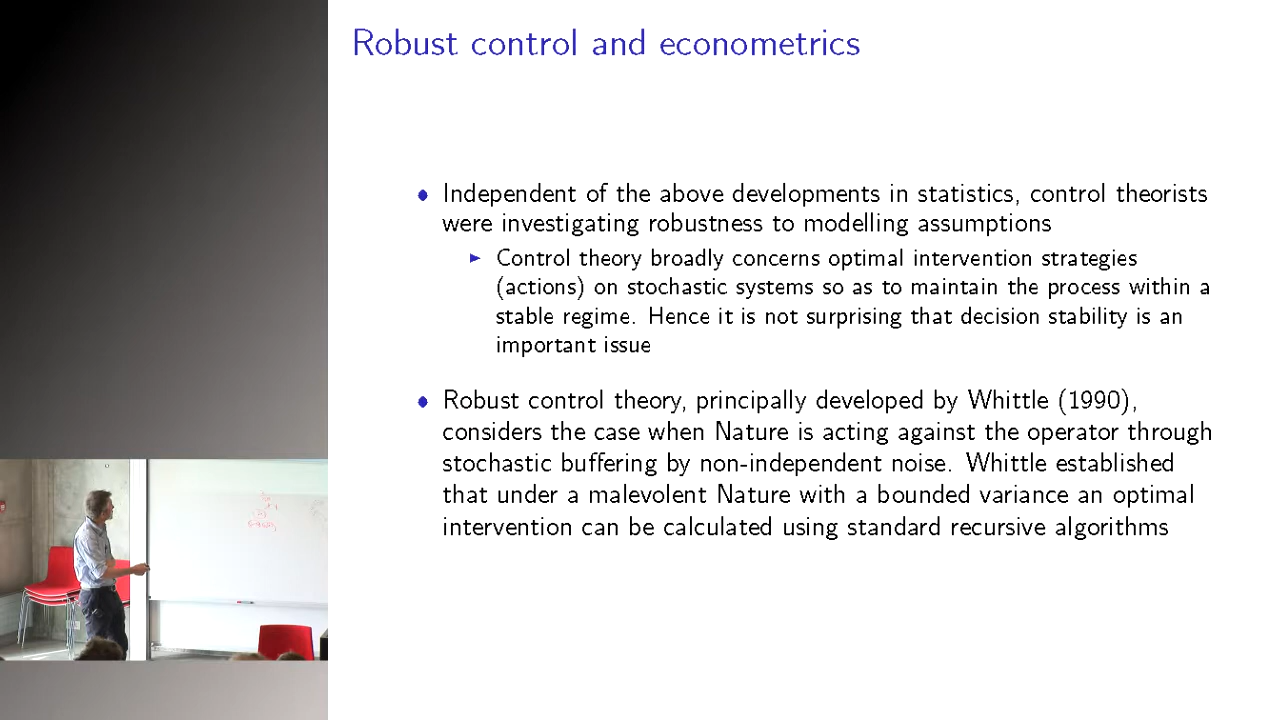 Robust control and econometrics
Independent of the above developments in statistics, control theorists
were investigating robustness to modelling assumptions
Control theory broadly concerns optimal intervention strategies
(actions) on stochastic systems so as to maintain the process within a
stable regime. Hence it is not surprising that decision stability is an
important issue
Robust control theory, principally developed by Whittle (1990),
considers the case when Nature is acting against the operator through
stochastic buffering by non-independent noise. Whittle established
that under a malevolent Nature with a bounded variance an optimal
intervention can be calculated using standard recursive algorithms